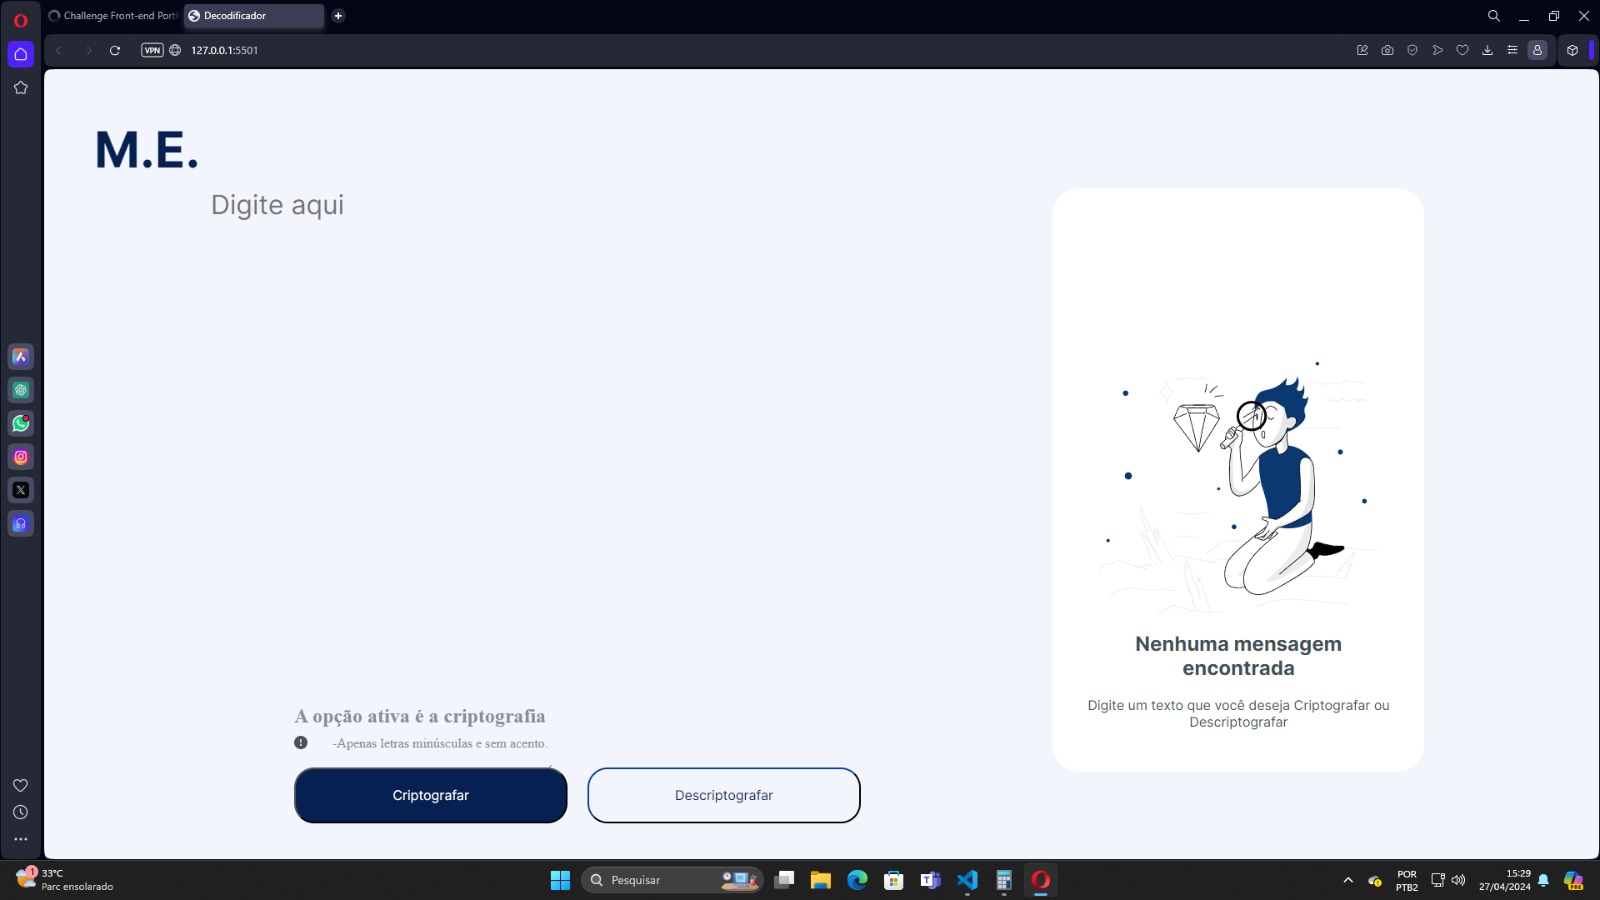 Challenge Front-end Port
Decodificador
VPN
127.0.0.1:5501
M.E.
Digite aqui
Nenhuma mensagem
encontrada
Digite um texto que você deseja Criptografar ou
Descriptografar
A opção ativa é a criptografia
-Apenas letras minúsculas e sem acento.
Criptografar
Descriptografar
1
33°C
Parc ensolarado
Pesquisar
POR
PTB2
15:29
27/04/2024
PRE